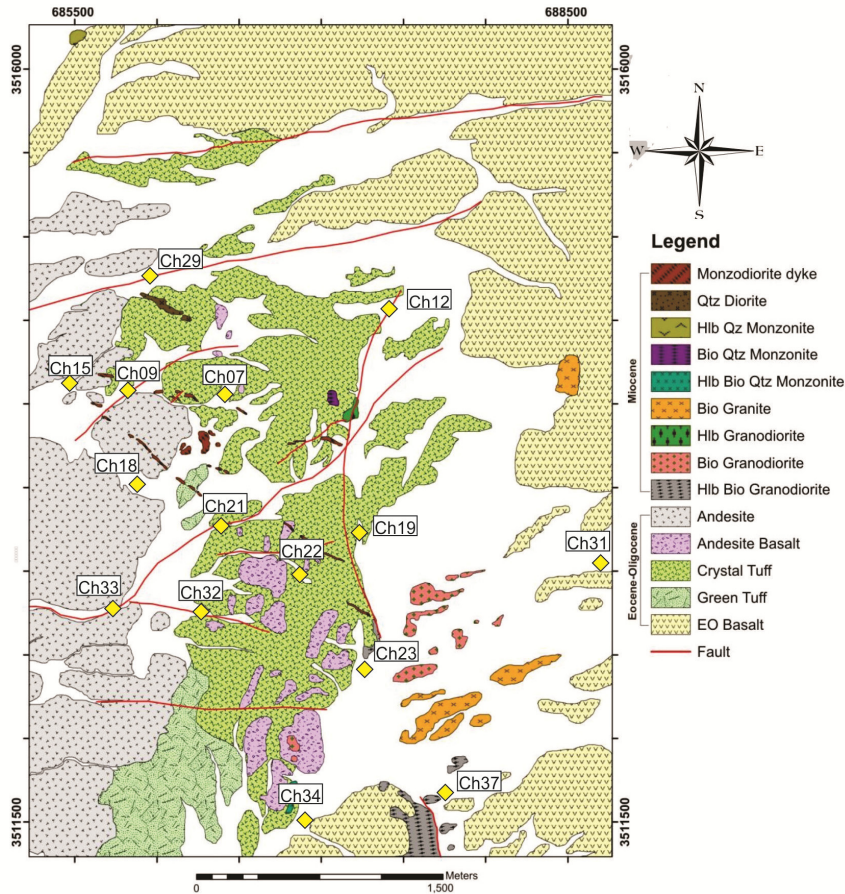 685500
688500
3516000
3516000
N
W
E
S
Legend
Monzodiorite dyke
Qtz Diorite
Hlb Qz Monzonite
Bio Qtz Monzonite
Hlb Bio Qtz Monzonite
Bio Granite
Hlb Granodiorite
Bio Granodiorite
Hlb Bio Granodiorite
Miocene
Andesite
Andesite Basalt
Crystal Tuff
Green Tuff
EO Basalt
Eocene-Oligocene
Fault
Ch29
Ch12
Ch15
Ch09
Ch07
Ch18
Ch21
Ch19
Ch22
Ch31
Ch33
Ch32
Ch23
Ch37
Ch34
3511500
3511500
Meters
0
1,500